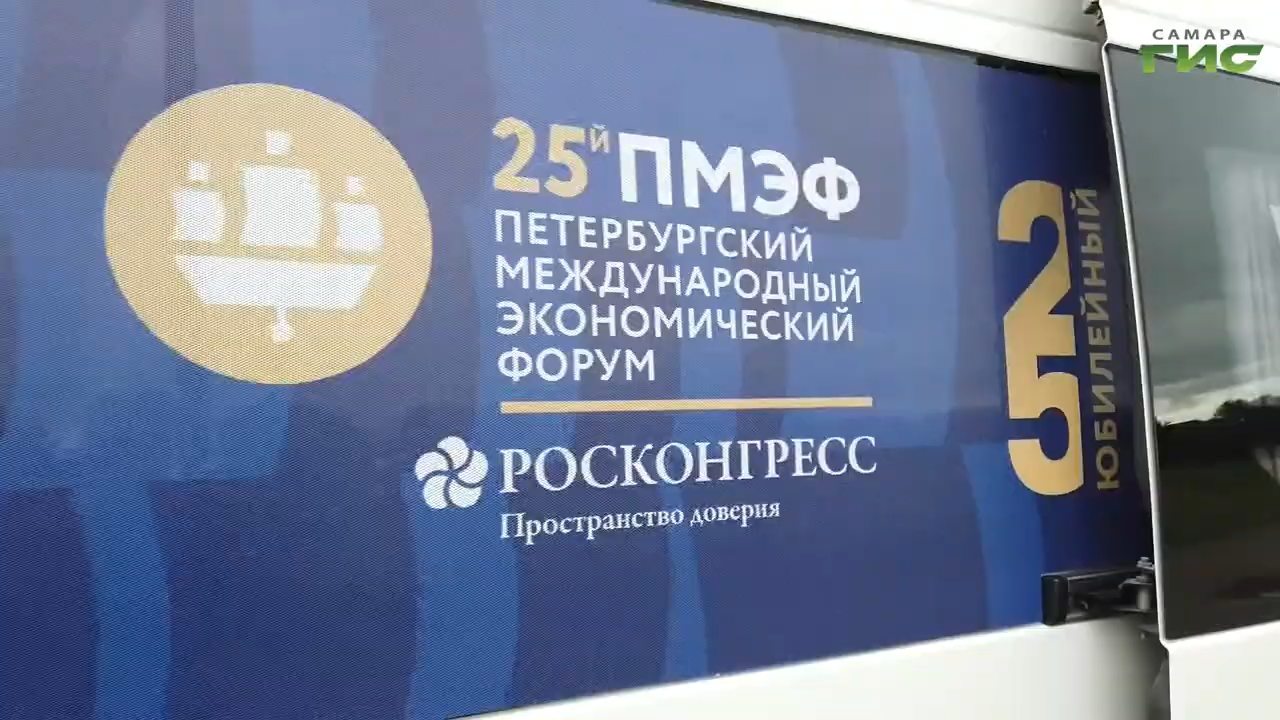 САМАРА
ГИС
25й ПМЭФ
ПЕТЕРБУРГСКИЙ
МЕЖДУНАРОДНЫЙ
ЭКОНОМИЧЕСКИЙ
ФОРУМ
РОСКОНГРЕСС
Пространство доверия
25
ЮБИЛЕЙНЫЙ